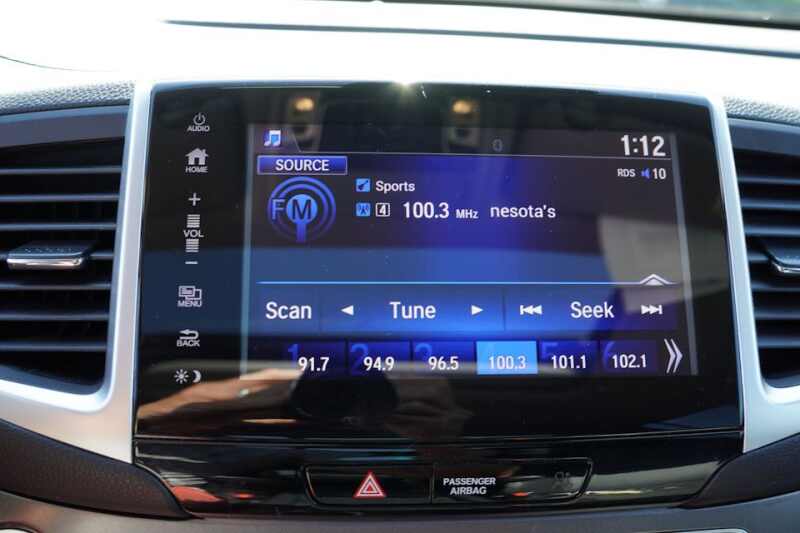 AUDIO
1:12
HOME
SOURCE
RDS 10
Sports
FM
4 100.3 MHz nesota's
+
VOL
−
MENU
Scan Tune Seek
BACK
1 2 3 4 5 6
91.7 94.9 96.5 100.3 101.1 102.1
PASSENGER
AIRBAG